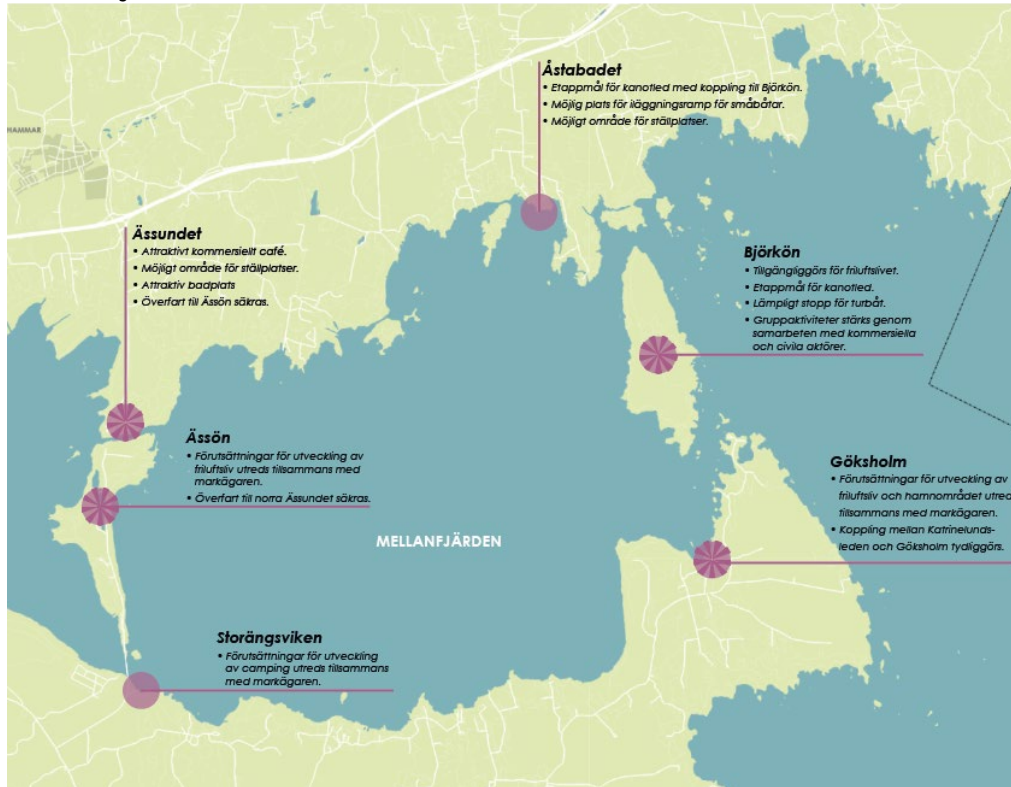 Åstabadet
• Etappmål för kanotled med koppling till Björkön.
• Möjlig plats för iläggningsramp för småbåtar.
• Möjligt område för ställplatser.
HAMMAR
Ässundet
• Attraktivt kommersiellt café.
• Möjligt område för ställplatser.
• Attraktiv badplats
• Överfart till Ässön säkras.
Björkön
• Tillgängliggörs för friluftslivet.
• Etappmål för kanotled.
• Lämpligt stopp för turbåt.
• Gruppaktiviteter stärks genom
samarbeten med kommersiella
och civila aktörer.
Ässön
• Förutsättningar för utveckling av
friluftsliv utreds tillsammans med
markägaren.
• Överfart till norra Ässundet säkras.
Göksholm
• Förutsättningar för utveckling av
friluftsliv och hamnområdet utred
tillsammans med markägaren.
• Koppling mellan Katrinelunds-
leden och Göksholm tydliggörs.
MELLANFJÄRDEN
Storängsviken
• Förutsättningar för utveckling
av camping utreds tillsammans
med markägaren.